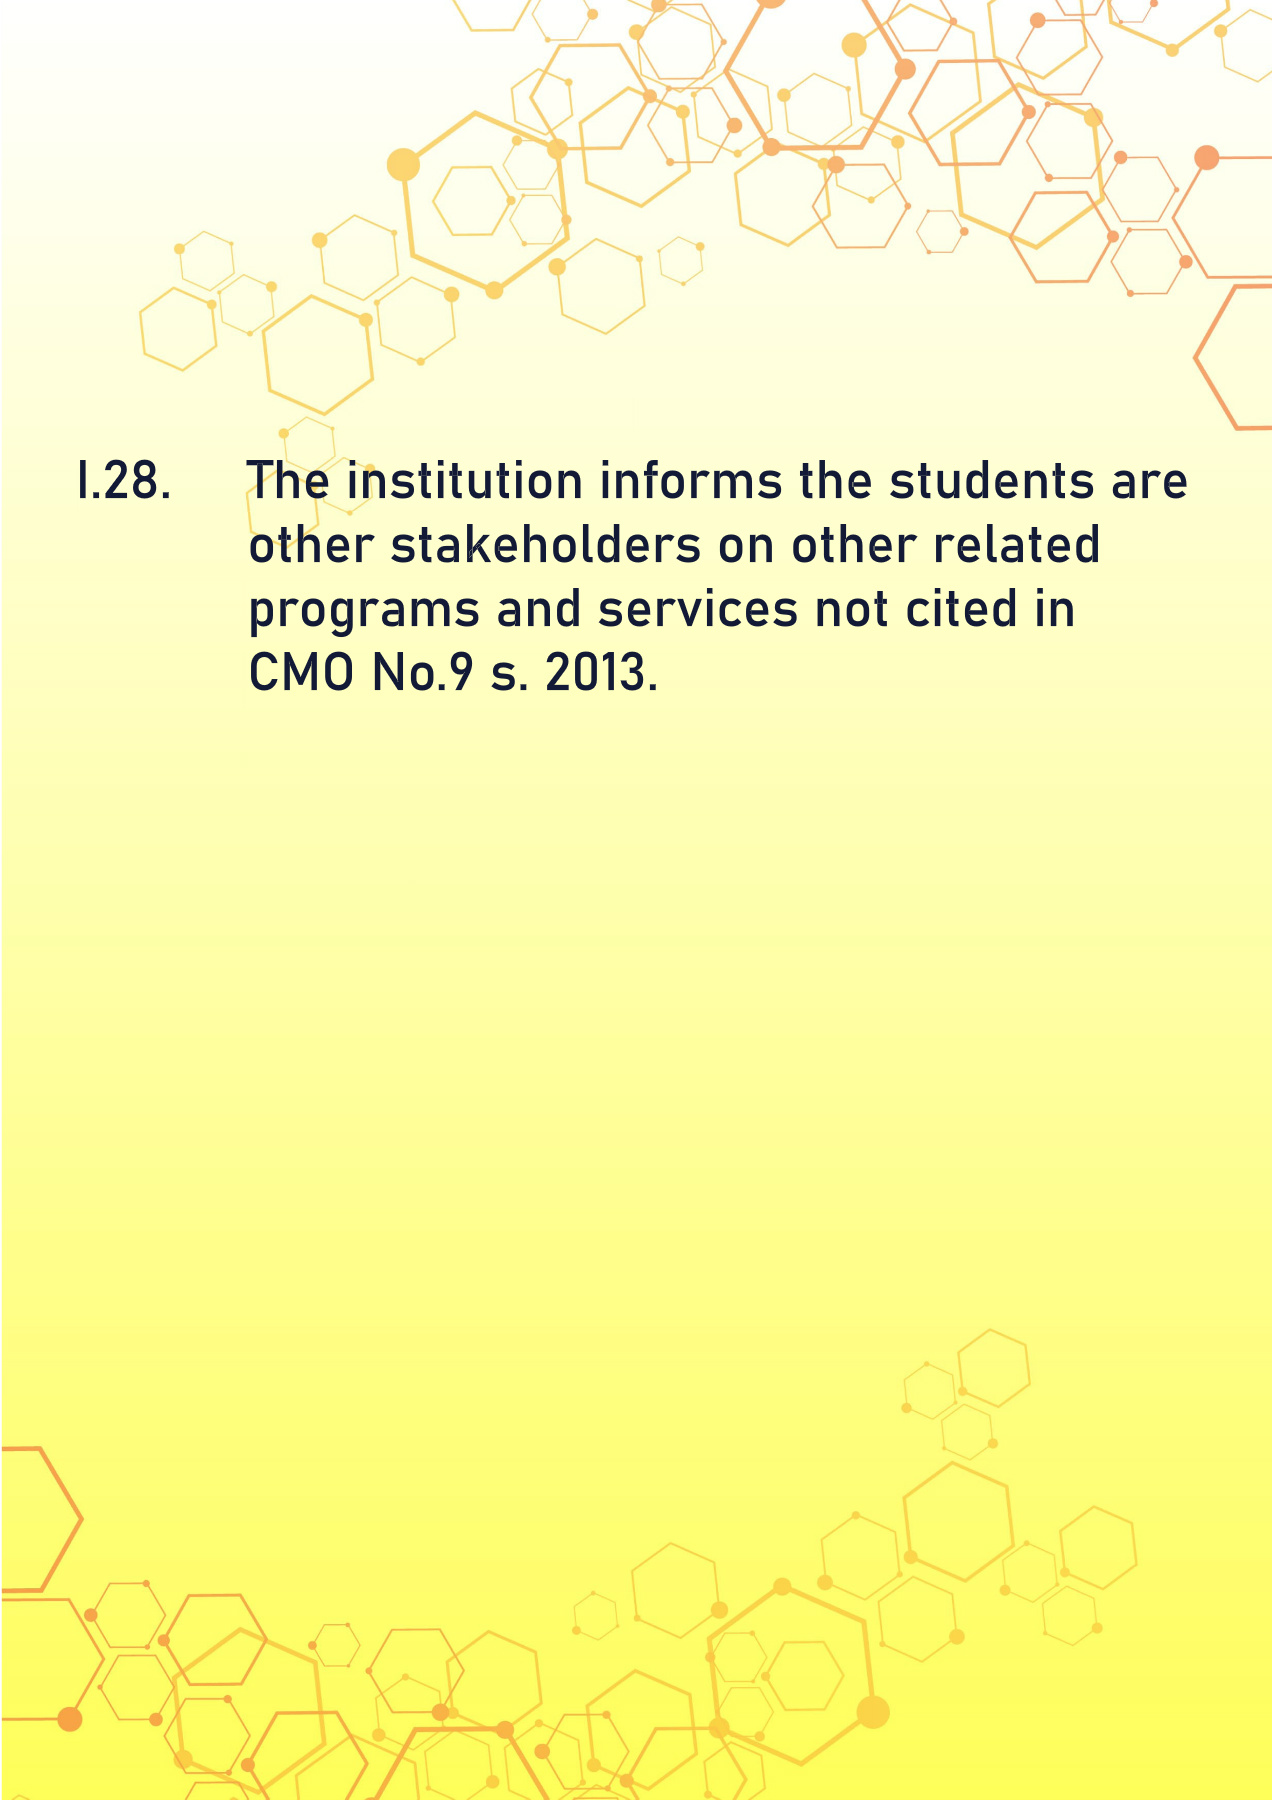 I.28. The institution informs the students are
other stakeholders on other related
programs and services not cited in
CMO No.9 s. 2013.